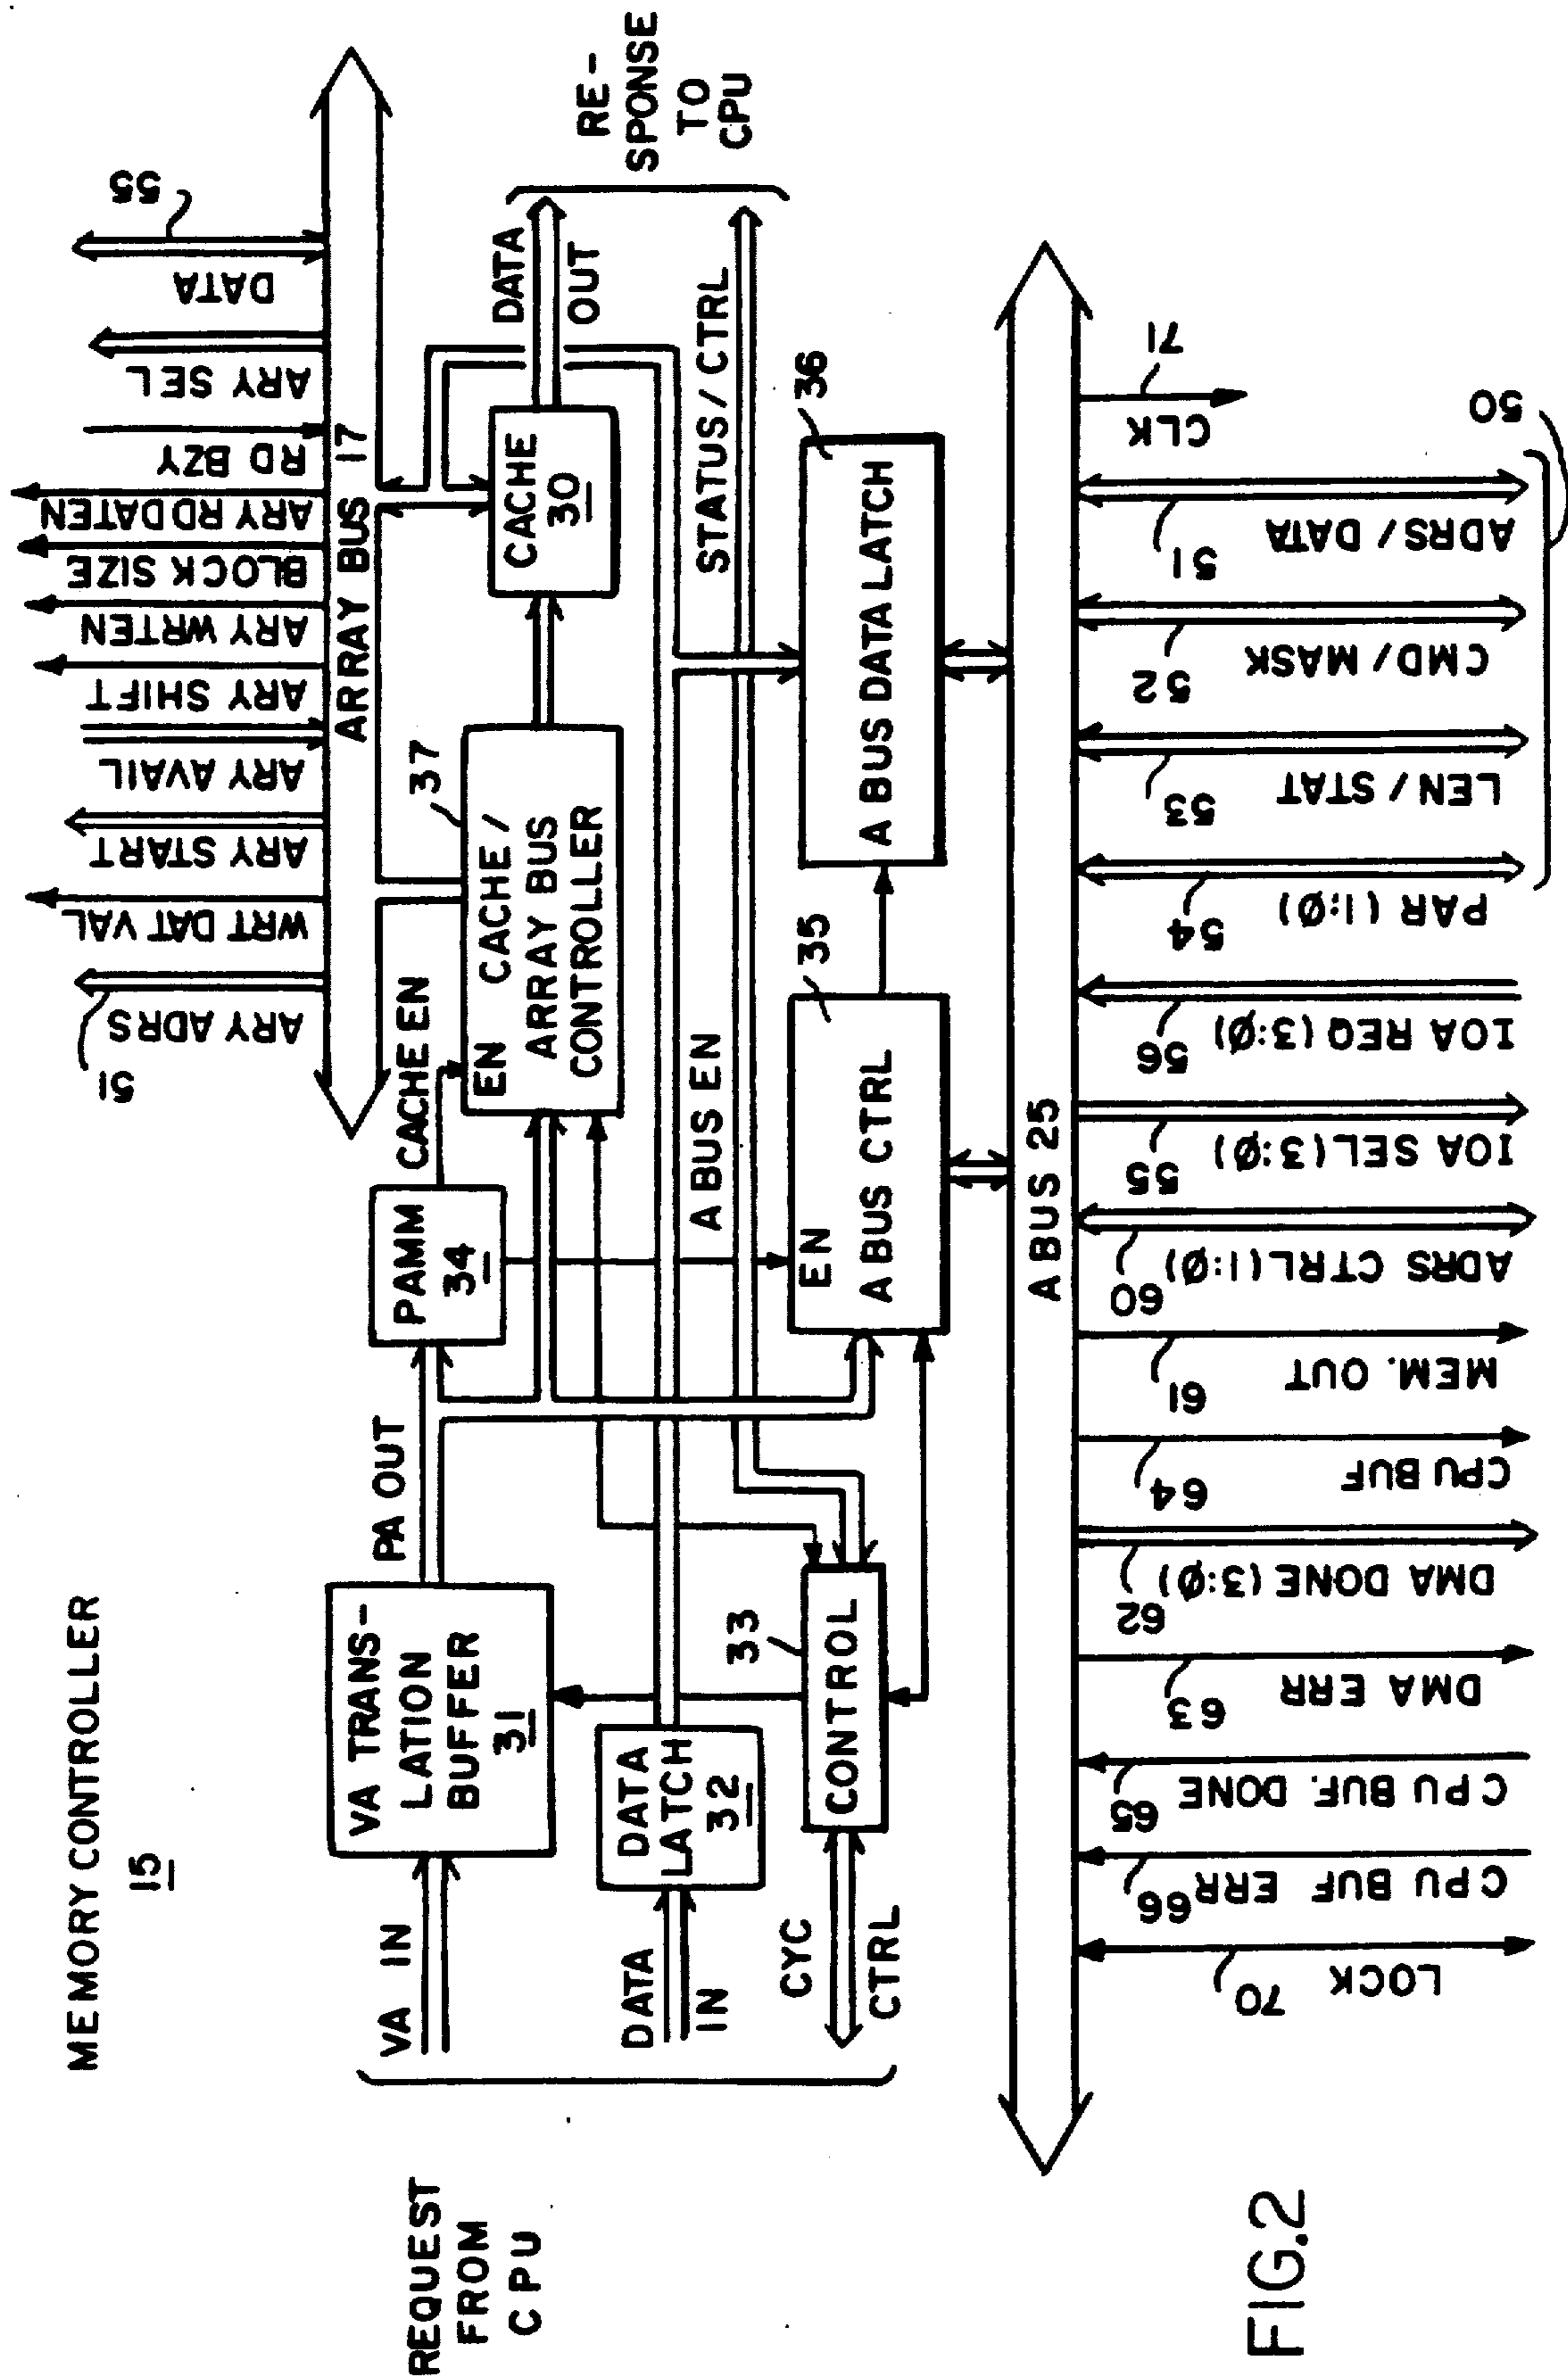 MEMORY CONTROLLER
15
REQUEST
FROM
CPU
VA IN
DATA
IN
CYC
CTRL
VA TRANS-
LATION
BUFFER
31
DATA
LATCH
32
CONTROL
33
PA OUT
PAMM
34
CACHE EN
A BUS EN
EN CACHE/
ARRAY BUS
CONTROLLER
37
EN
A BUS CTRL
35
CACHE
30
A BUS DATA LATCH
36
DATA
OUT
STATUS/CTRL
RE-
SPONSE
TO
CPU
ARRAY BUS 17
51
ARY ADRS
WRT DAT VAL
ARY START
ARY AVAIL
ARY SHIFT
ARY WRTEN
BLOCK SIZE
ARY RD DATEN
RD BZY
ARY SEL
DATA
55
A BUS 25
LOCK
70
CPU BUF ERR
66
CPU BUF. DONE
65
DMA ERR
63
DMA DONE (3:Ø)
62
CPU BUF
64
MEM. OUT
61
ADRS CTRL (1:Ø)
60
IOA SEL (3:Ø)
55
IOA REQ (3:Ø)
56
PAR (1:Ø)
54
LEN/STAT
53
CMD/MASK
52
ADRS/DATA
51
CLK
71
50
FIG.2